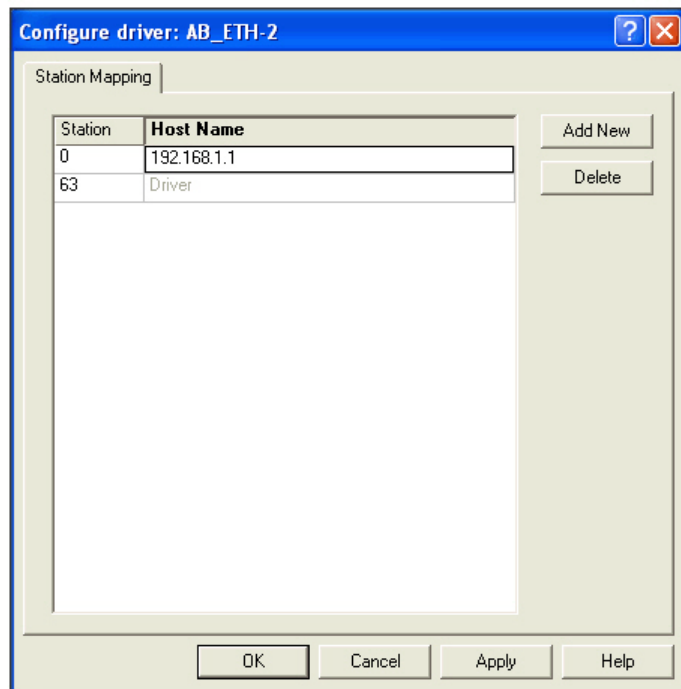 Configure driver: AB_ETH-2
Station Mapping
Station Host Name
0 192.168.1.1
63 Driver
Add New
Delete
OK Cancel Apply Help